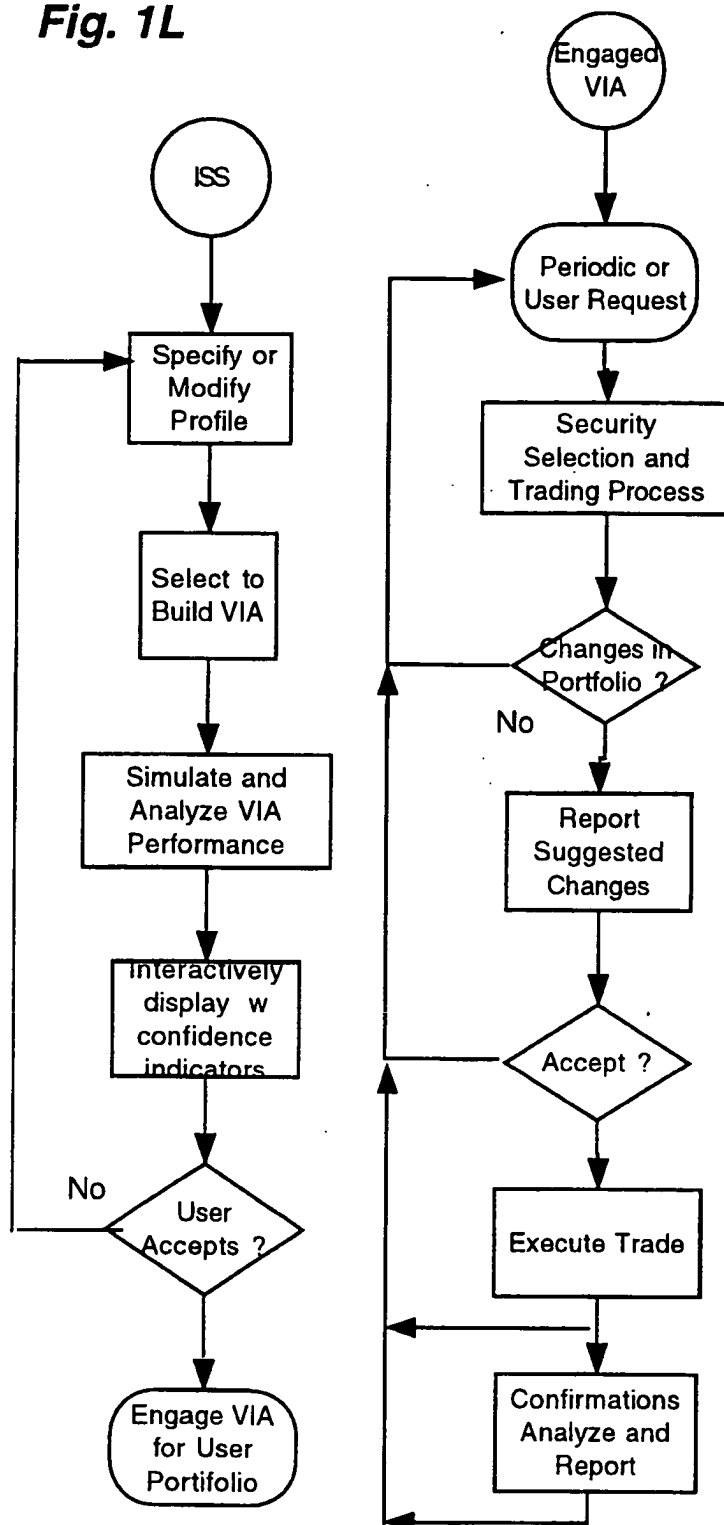 Fig. 1L
ISS
Specify or
Modify
Profile
Select to
Build VIA
Simulate and
Analyze VIA
Performance
Interactively
display w
confidence
indicators
No
User
Accepts ?
Engage VIA
for User
Portifolio
Engaged
VIA
Periodic or
User Request
Security
Selection and
Trading Process
Changes in
Portfolio ?
No
Report
Suggested
Changes
Accept ?
Execute Trade
Confirmations
Analyze and
Report